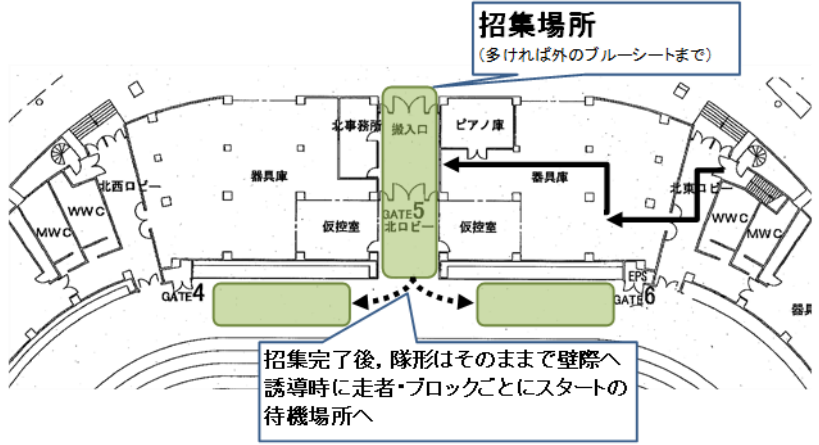 招集場所
(多ければ外のブルーシートまで)
北事務所
搬入口
ピアノ庫
器具庫
器具庫
北西ロビー
北東ロビー
WWC
MWC
仮控室
GATE5
北ロビー
仮控室
WWC
MWC
EPS
GATE4
GATE6
器具
招集完了後，隊形はそのままで壁際へ
誘導時に走者・ブロックごとにスタートの
待機場所へ